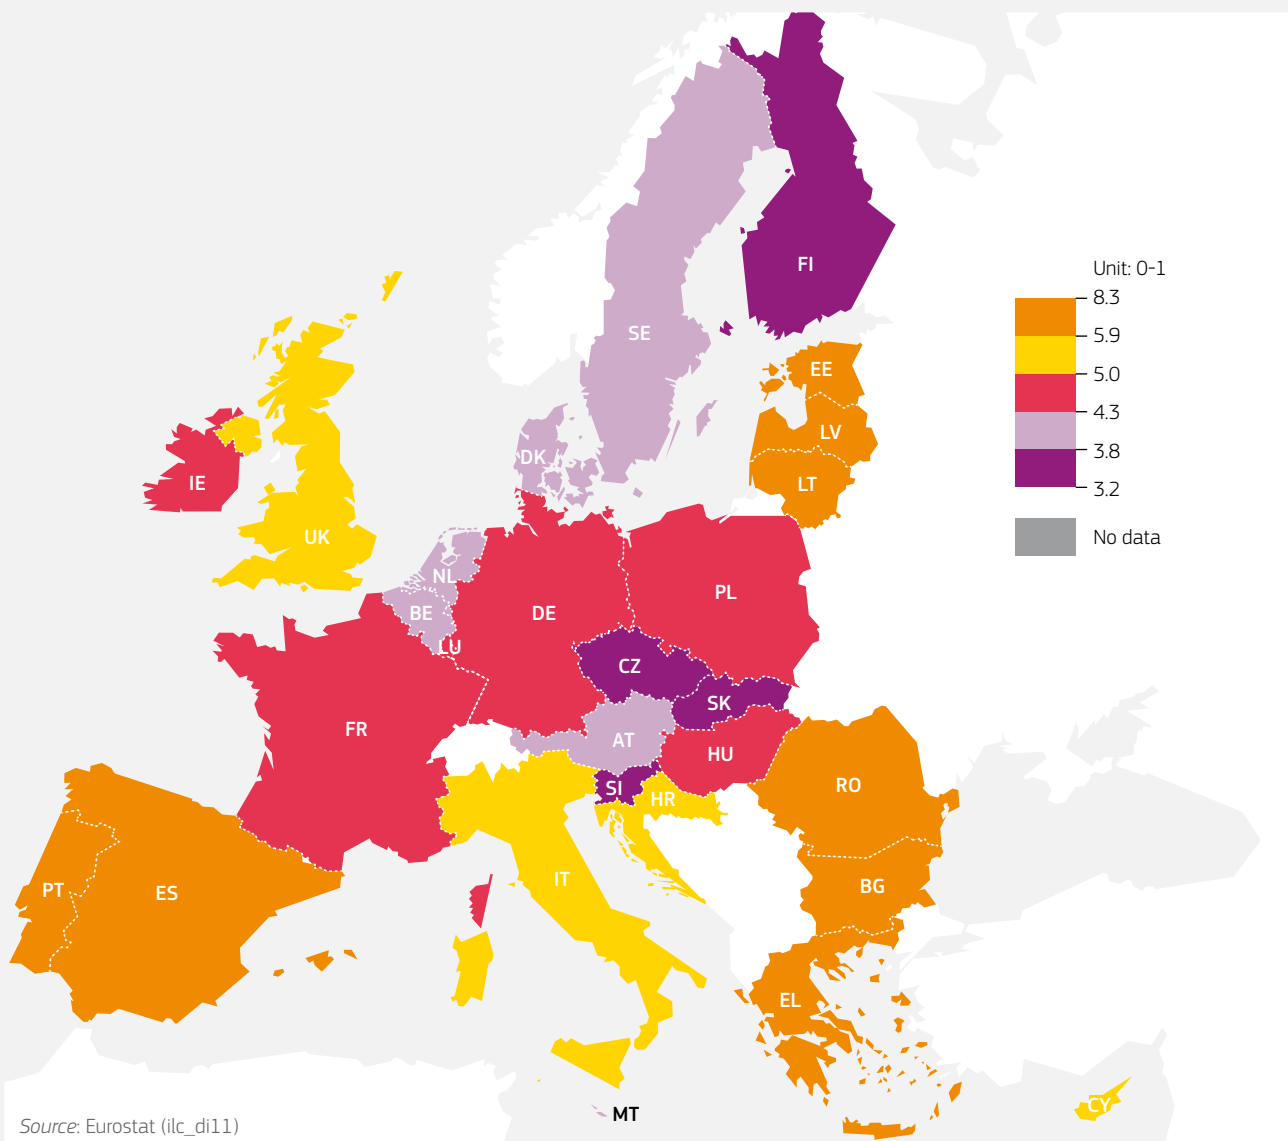 FI
Unit: 0-1
8.3
SE
5.9
EE
5.0
4.3
LV
DK
3.8
IE
LT
3.2
UK
No data
NL
PL
BE
DE
LU
CZ
SK
FR
AT
HU
SI
RO
HR
IT
BG
PT
ES
EL
CY
MT
Source: Eurostat (ilc_di11)